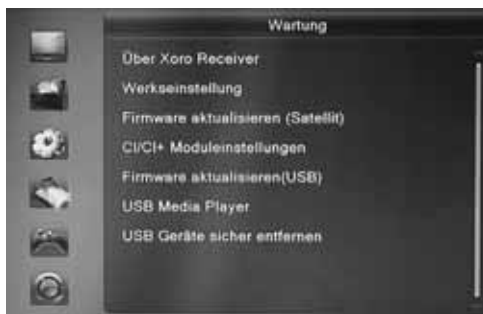 Wartung
Über Xoro Receiver
Werkseinstellung
Firmware aktualisieren (Satellit)
CI/CI+ Moduleinstellungen
Firmware aktualisieren(USB)
USB Media Player
USB Geräte sicher entfernen